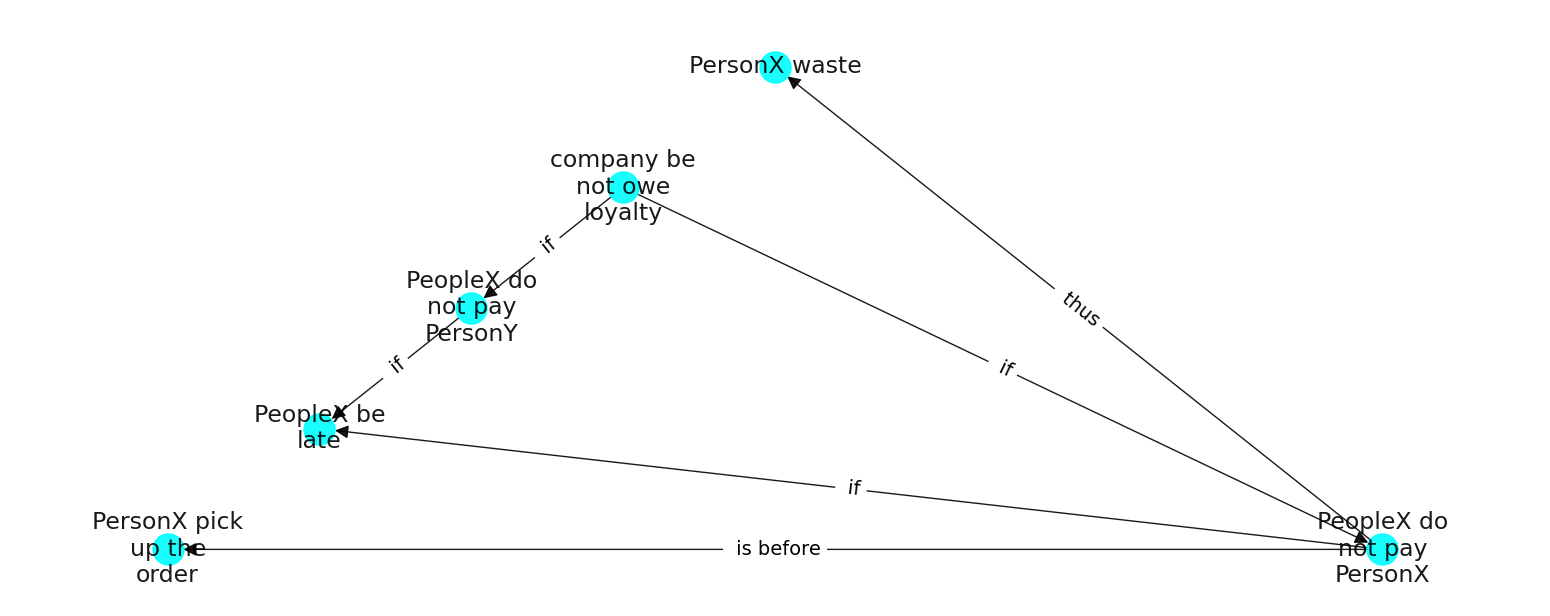 PersonX waste
company be
not owe
loyalty
if
PeopleX do
not pay
PersonY
thus
if
if
PeopleX be
late
if
PersonX pick
up the
order
is before
PeopleX do
not pay
PersonX